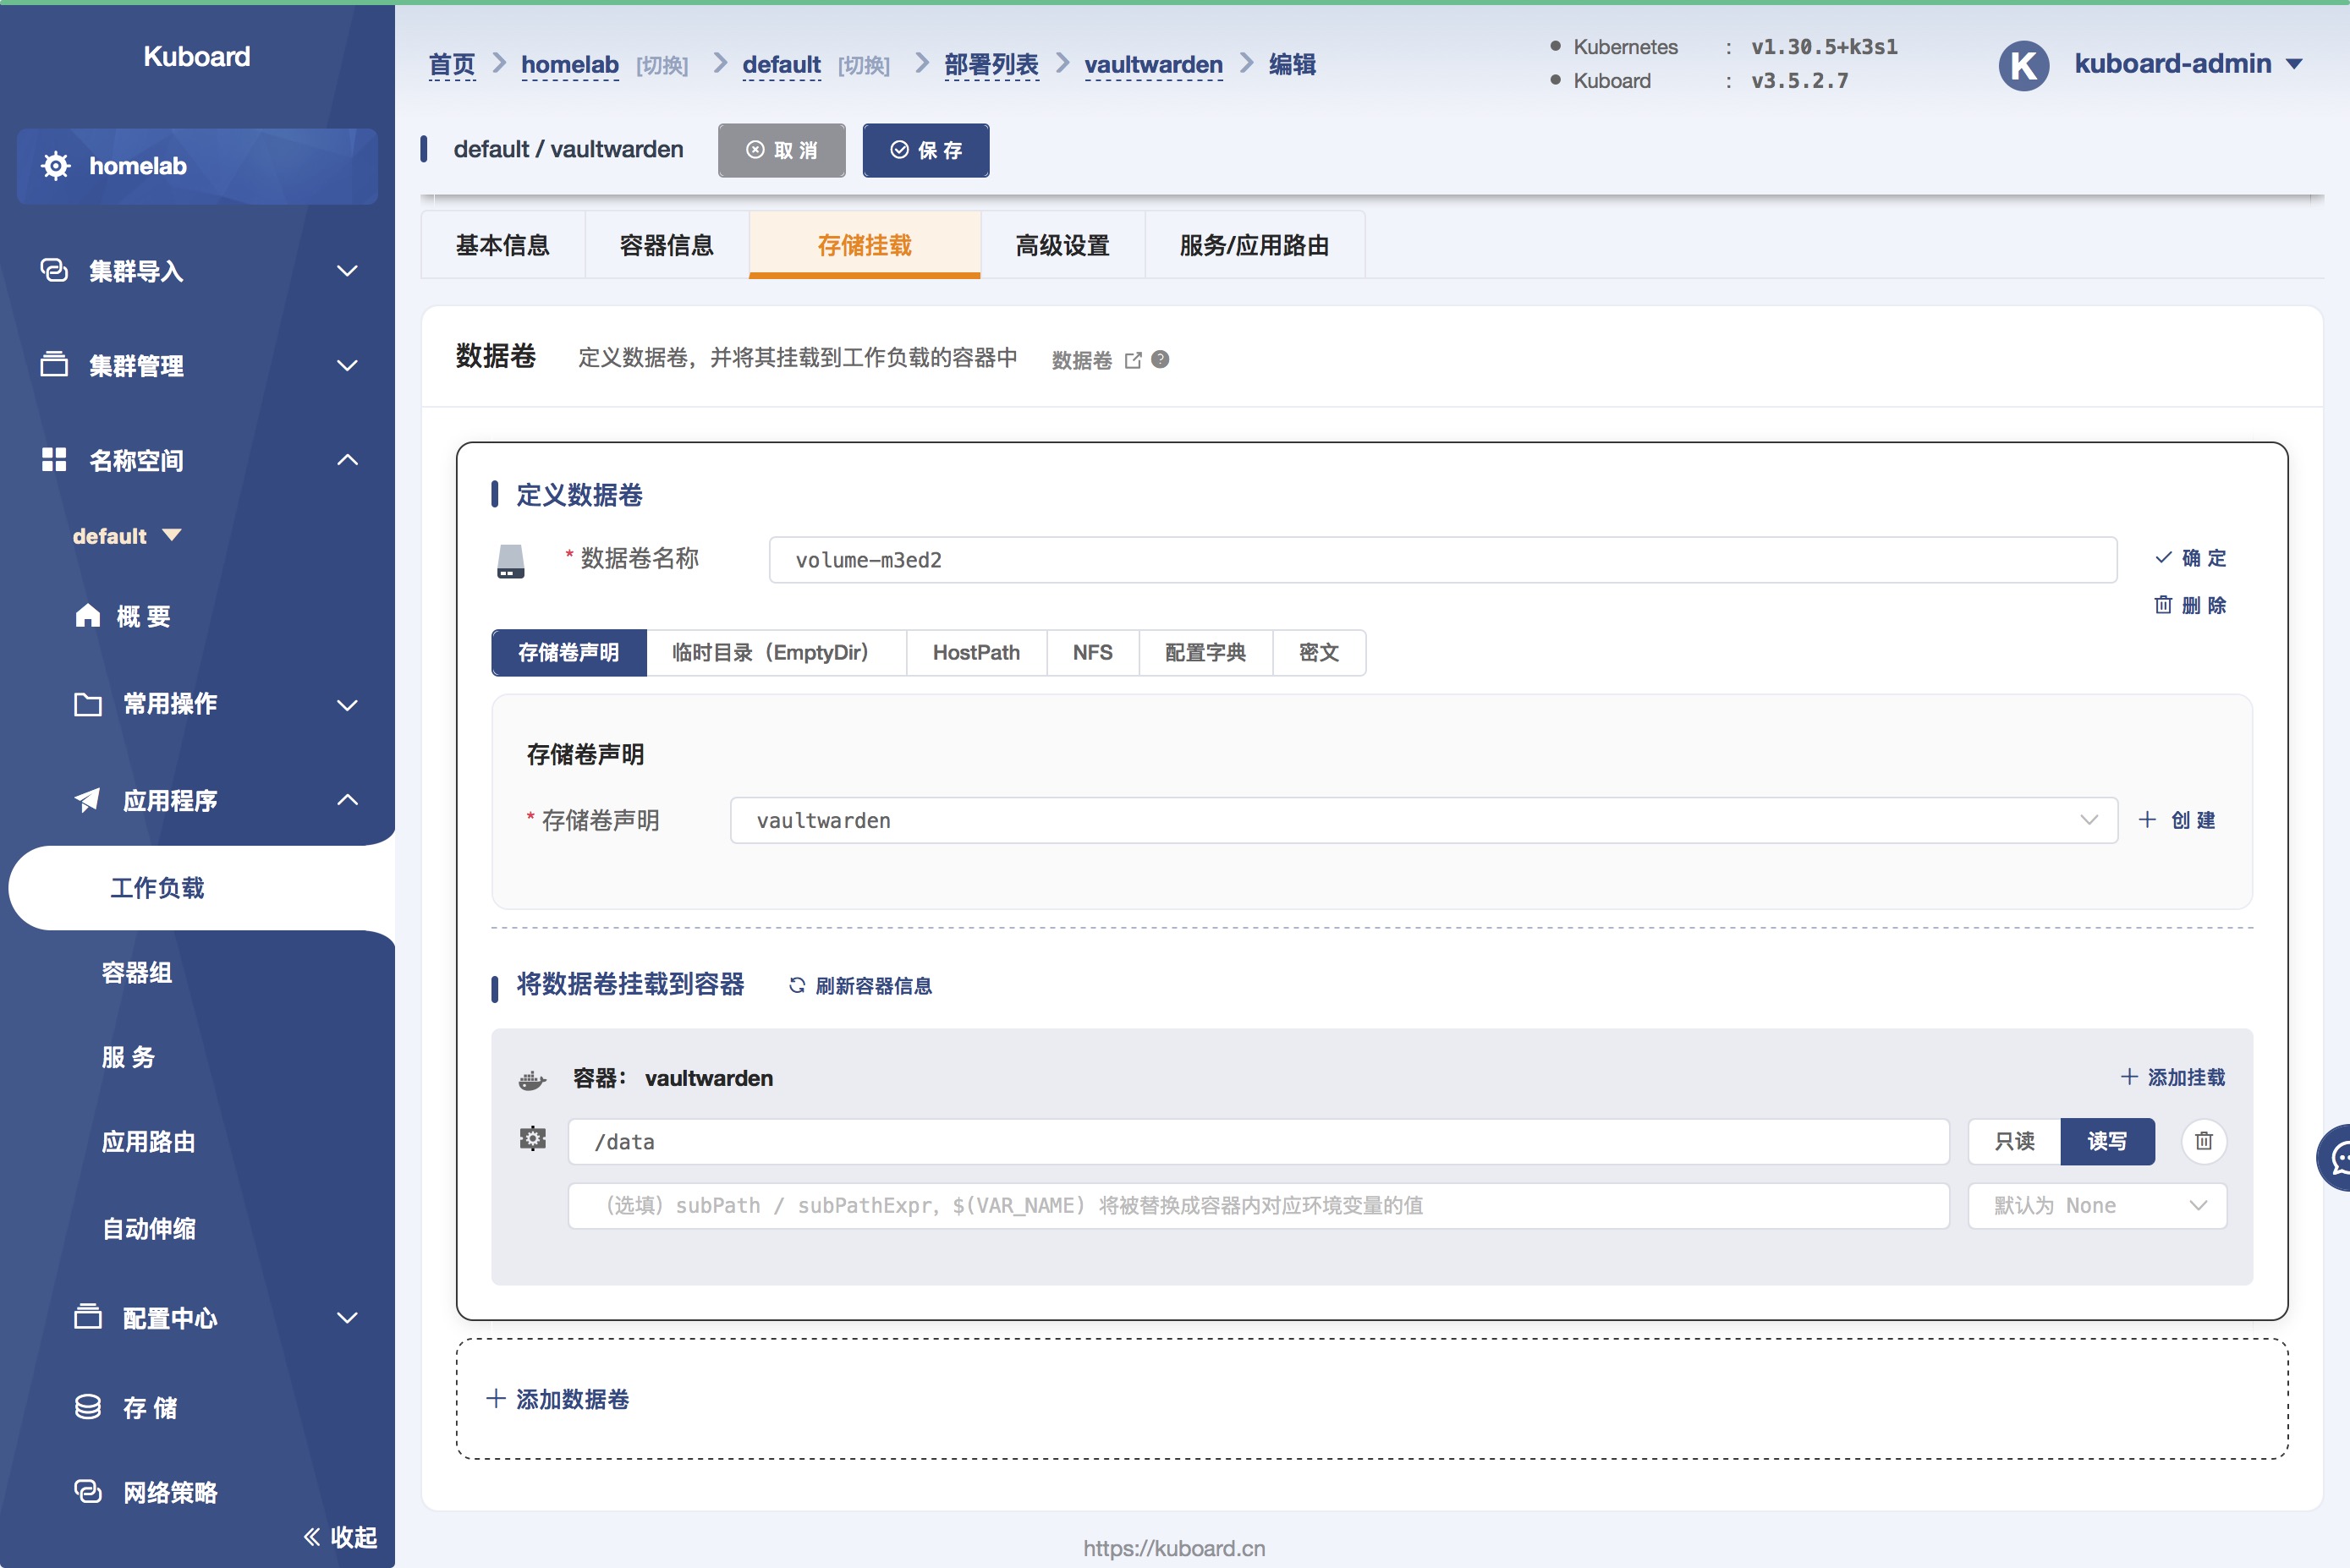 Kuboard
homelab
集群导入
集群管理
名称空间
default
概 要
常用操作
应用程序
工作负载
容器组
服 务
应用路由
自动伸缩
配置中心
存 储
网络策略
收起
首页 homelab [切换] default [切换] 部署列表 vaultwarden 编辑
Kubernetes : v1.30.5+k3s1
Kuboard : v3.5.2.7
K kuboard-admin
default / vaultwarden 取 消 保 存
基本信息 容器信息 存储挂载 高级设置 服务/应用路由
数据卷 定义数据卷，并将其挂载到工作负载的容器中 数据卷
定义数据卷
* 数据卷名称 volume-m3ed2 确 定
删 除
存储卷声明 临时目录（EmptyDir） HostPath NFS 配置字典 密文
存储卷声明
* 存储卷声明 vaultwarden 创 建
将数据卷挂载到容器 刷新容器信息
容器： vaultwarden 添加挂载
/data 只读 读写
（选填）subPath / subPathExpr，$(VAR_NAME) 将被替换成容器内对应环境变量的值 默认为 None
添加数据卷
https://kuboard.cn